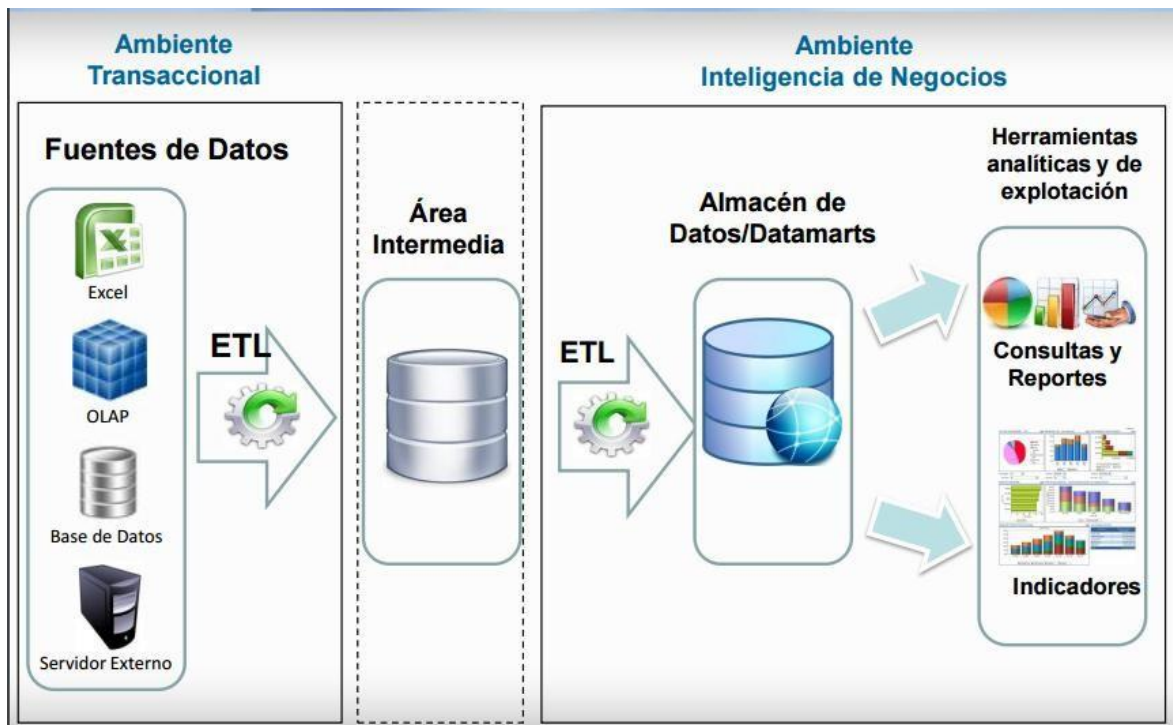 Ambiente
Transaccional
Ambiente
Inteligencia de Negocios
Fuentes de Datos
Excel
OLAP
Base de Datos
Servidor Externo
ETL
Área
Intermedia
ETL
Almacén de
Datos/Datamarts
Herramientas
analíticas y de
explotación
Consultas y
Reportes
Indicadores